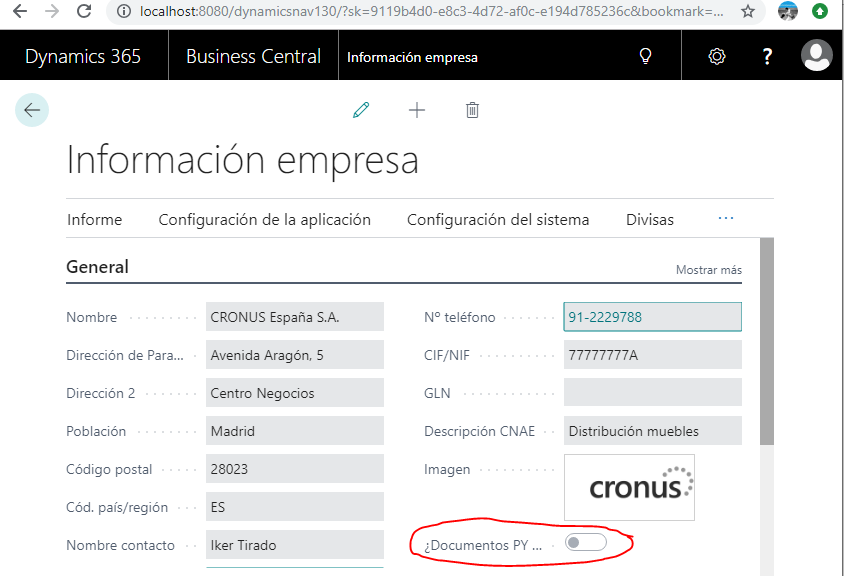 localhost:8080/dynamicsnav130/?sk=9119b4d0-e8c3-4d72-af0c-e194d785236c&bookmark=...
Dynamics 365
Business Central
Información empresa
?
Información empresa
Informe
Configuración de la aplicación
Configuración del sistema
Divisas
...
General
Mostrar más
Nombre
CRONUS España S.A.
Nº teléfono
91-2229788
Dirección de Para...
Avenida Aragón, 5
CIF/NIF
77777777A
Dirección 2
Centro Negocios
GLN
Población
Madrid
Descripción CNAE
Distribución muebles
Código postal
28023
Imagen
cronus
Cód. país/región
ES
Nombre contacto
Iker Tirado
¿Documentos PY ...